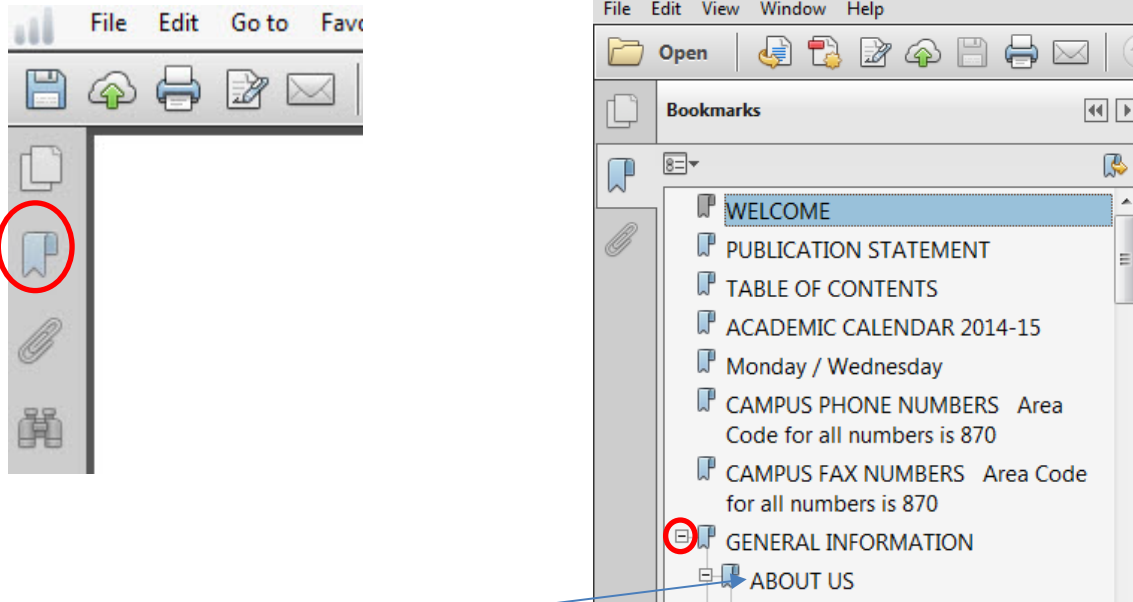 File Edit Go to Favo
File Edit View Window Help
Open
Bookmarks
WELCOME
PUBLICATION STATEMENT
TABLE OF CONTENTS
ACADEMIC CALENDAR 2014-15
Monday / Wednesday
CAMPUS PHONE NUMBERS Area
Code for all numbers is 870
CAMPUS FAX NUMBERS Area Code
for all numbers is 870
GENERAL INFORMATION
ABOUT US